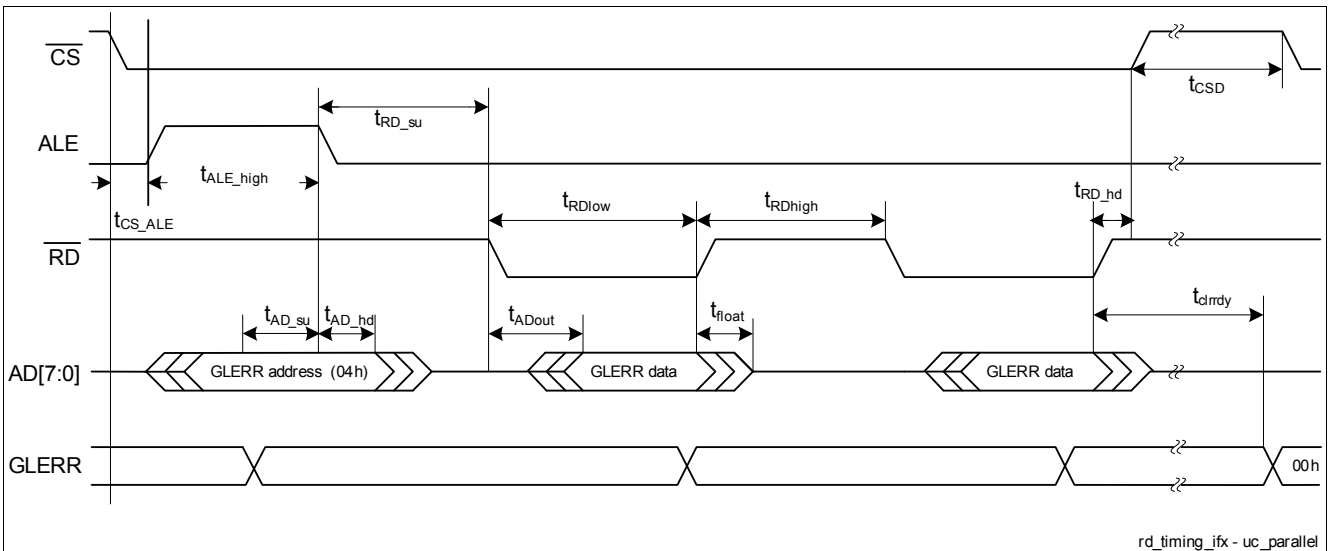 CS
tCSD
tRD_su
ALE
tALE_high
tCS_ALE
tRDlow
tRDhigh
tRD_hd
RD
tAD_su
tAD_hd
tADout
tfloat
tclrrdy
AD[7:0]
GLERR address (04h)
GLERR data
GLERR data
GLERR
00h
rd_timing_ifx - uc_parallel